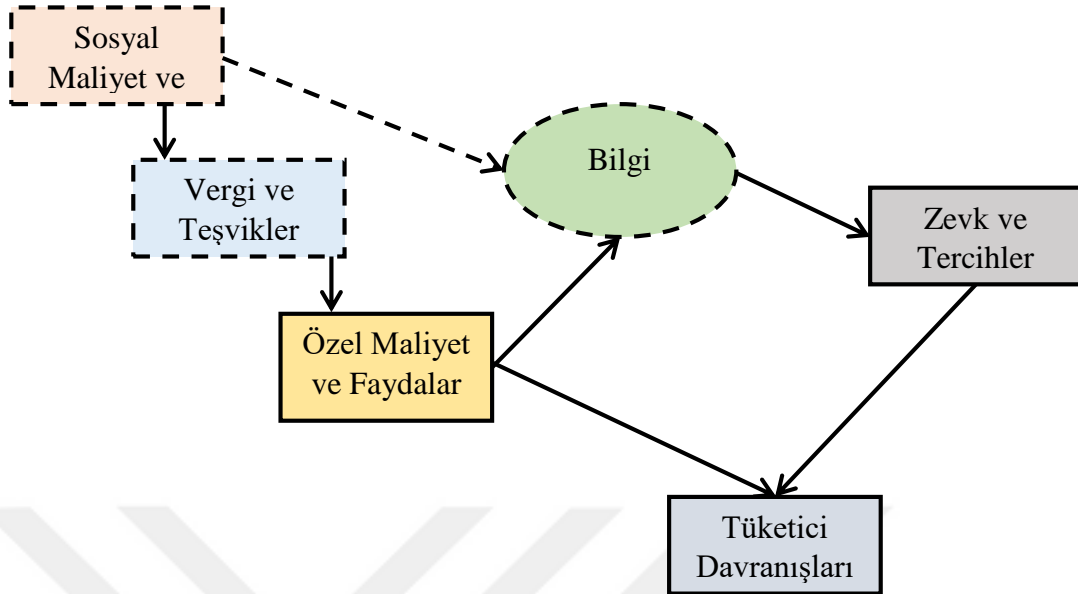 Sosyal
Maliyet ve
Vergi ve
Teşvikler
Bilgi
Zevk ve
Tercihler
Özel Maliyet
ve Faydalar
Tüketici
Davranışları